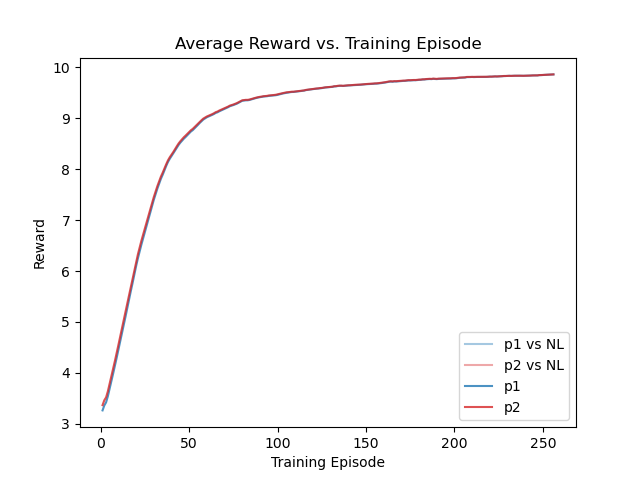 Average Reward vs. Training Episode
10
9
8
7
6
5
4
3
Reward
0 50 100 150 200 250
Training Episode
p1 vs NL
p2 vs NL
p1
p2